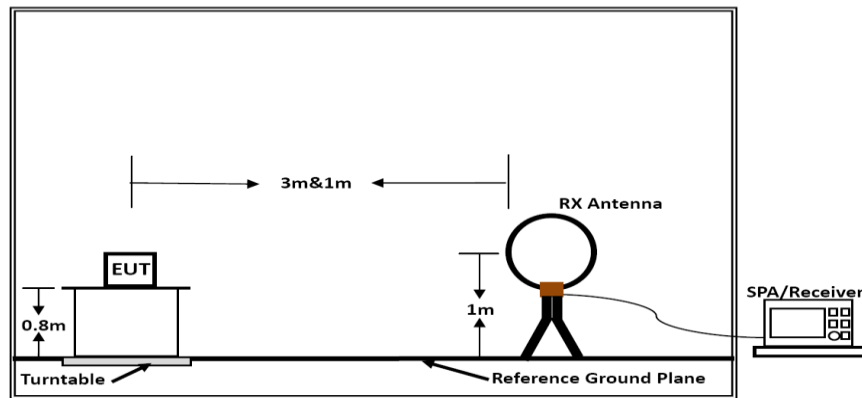 3m&1m
RX Antenna
EUT
SPA/Receiver
0.8m
1m
Turntable
Reference Ground Plane